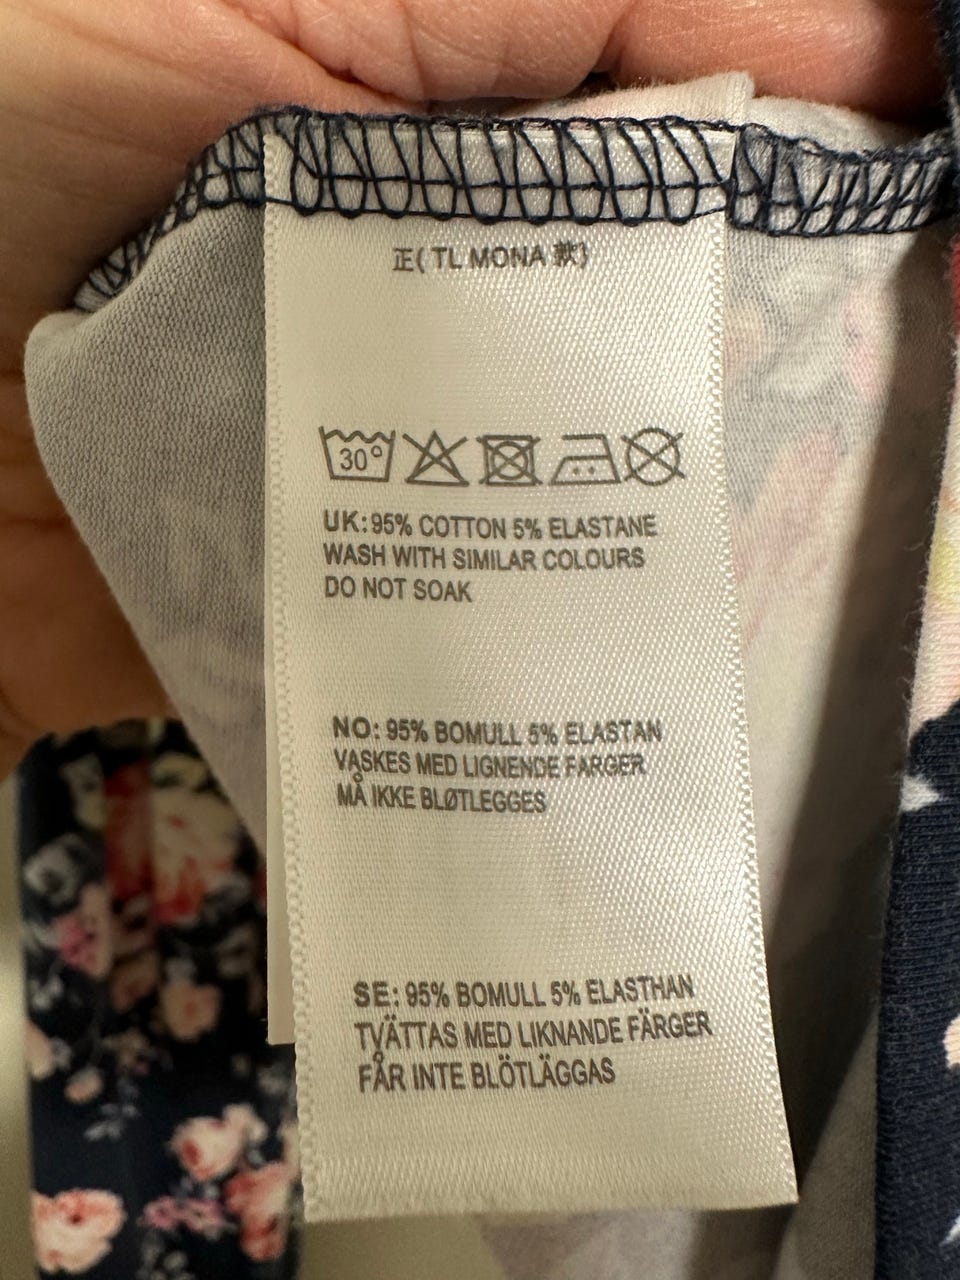 正( TL MONA 款)
30°
UK: 95% COTTON 5% ELASTANE
WASH WITH SIMILAR COLOURS
DO NOT SOAK
NO: 95% BOMULL 5% ELASTAN
VASKES MED LIGNENDE FARGER
MÅ IKKE BLØTLEGGES
SE: 95% BOMULL 5% ELASTHAN
TVÄTTAS MED LIKNANDE FÄRGER
FÅR INTE BLÖTLÄGGAS